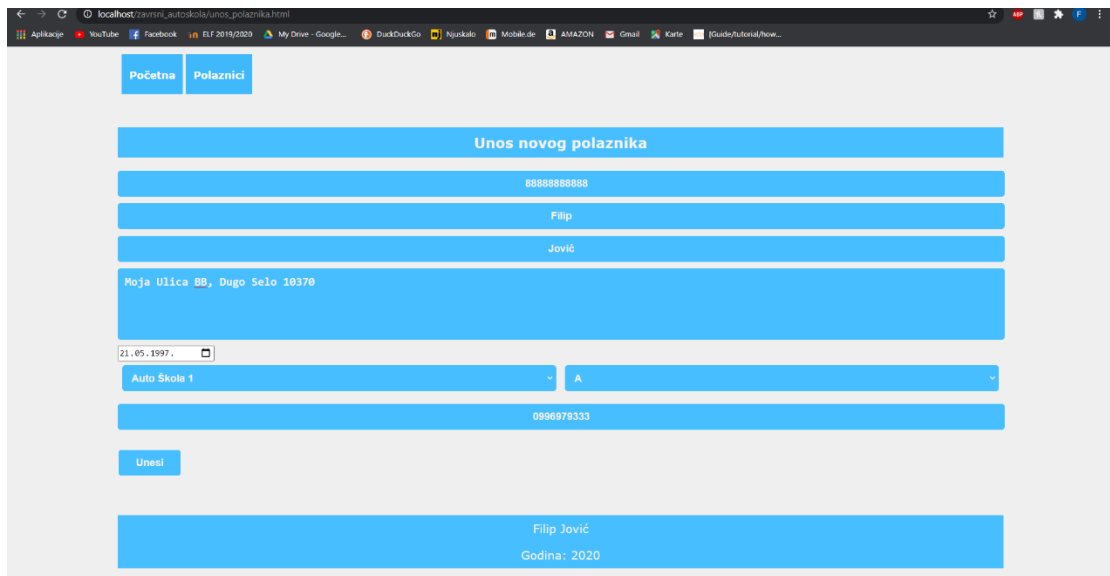 localhost/zavrsni_autoskola/unos_polaznika.html
ABP F
Aplikacije YouTube Facebook ELF 2019/2020 My Drive - Google... DuckDuckGo Njuskalo Mobile.de AMAZON Gmail Karte [Guide/tutorial/how...
Početna Polaznici
Unos novog polaznika
88888888888
Filip
Jović
Moja Ulica BB, Dugo Selo 10370
21.05.1997.
Auto Škola 1 A
0996979333
Unesi
Filip Jović
Godina: 2020